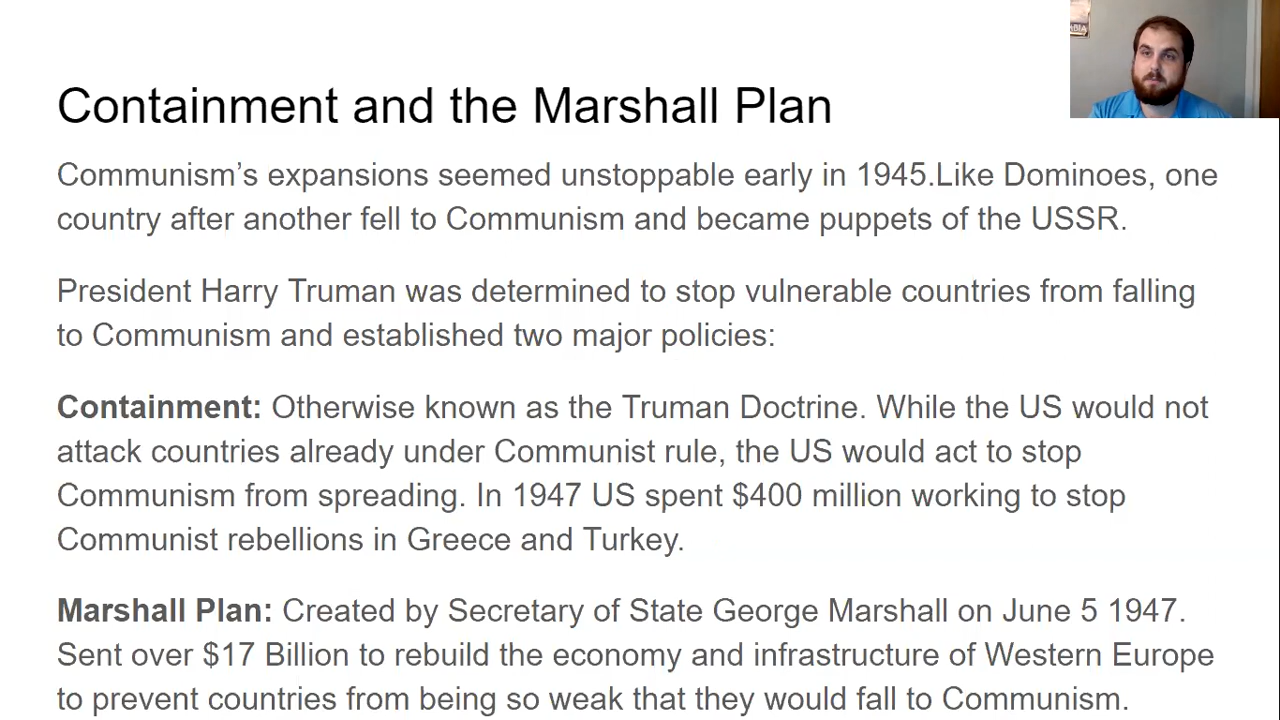 Containment and the Marshall Plan
Communism’s expansions seemed unstoppable early in 1945.Like Dominoes, one
country after another fell to Communism and became puppets of the USSR.
President Harry Truman was determined to stop vulnerable countries from falling
to Communism and established two major policies:
Containment: Otherwise known as the Truman Doctrine. While the US would not
attack countries already under Communist rule, the US would act to stop
Communism from spreading. In 1947 US spent $400 million working to stop
Communist rebellions in Greece and Turkey.
Marshall Plan: Created by Secretary of State George Marshall on June 5 1947.
Sent over $17 Billion to rebuild the economy and infrastructure of Western Europe
to prevent countries from being so weak that they would fall to Communism.